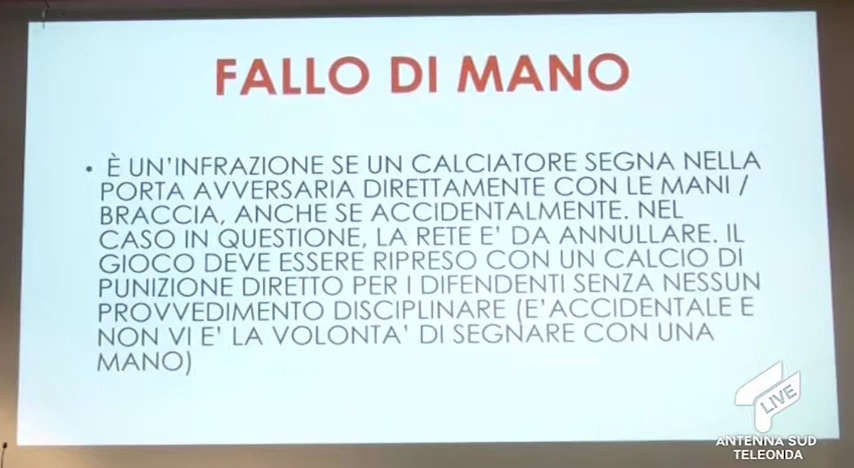 FALLO DI MANO
• È UN'INFRAZIONE SE UN CALCIATORE SEGNA NELLA
PORTA AVVERSARIA DIRETTAMENTE CON LE MANI /
BRACCIA, ANCHE SE ACCIDENTALMENTE. NEL
CASO IN QUESTIONE, LA RETE E' DA ANNULLARE. IL
GIOCO DEVE ESSERE RIPRESO CON UN CALCIO DI
PUNIZIONE DIRETTO PER I DIFENDENTI SENZA NESSUN
PROVVEDIMENTO DISCIPLINARE (E'ACCIDENTALE E
NON VI E' LA VOLONTA' DI SEGNARE CON UNA
MANO)
LIVE
ANTENNA SUD
TELEONDA